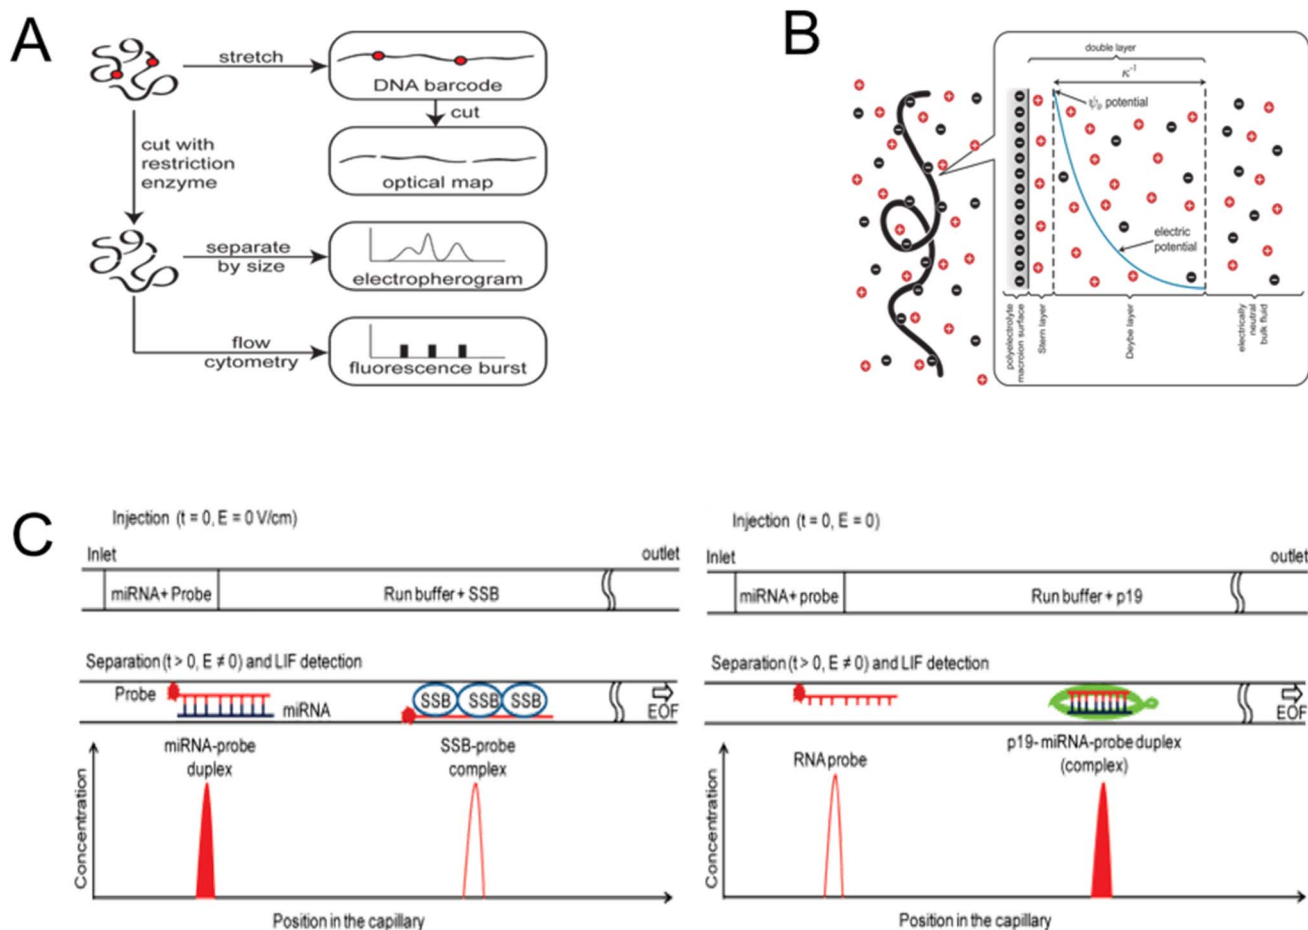 A
stretch
DNA barcode
cut
cut with
restriction
enzyme
optical map
separate
by size
electropherogram
flow
cytometry
fluorescence burst
B
double layer
κ⁻¹
ψ₀ potential
electric
potential
polyelectrolyte
macroion surface
Stern layer
Deybe layer
electrically
neutral
bulk fluid
C
Injection (t = 0, E = 0 V/cm)
Inlet
outlet
miRNA+ Probe
Run buffer + SSB
Separation (t > 0, E ≠ 0) and LIF detection
Probe
miRNA
SSB
SSB
SSB
EOF
miRNA-probe
duplex
SSB-probe
complex
Concentration
Position in the capillary
Injection (t = 0, E = 0)
Inlet
outlet
miRNA+ probe
Run buffer + p19
Separation (t > 0, E ≠ 0) and LIF detection
EOF
RNA probe
p19- miRNA-probe duplex
(complex)
Concentration
Position in the capillary